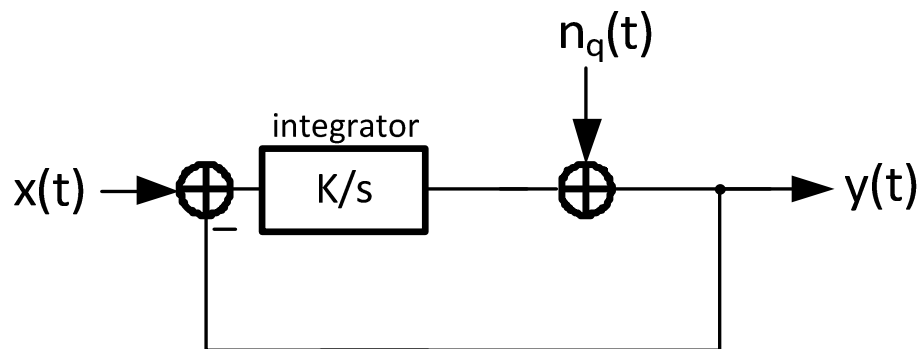 n_q(t)
integrator
x(t)
K/s
y(t)
−